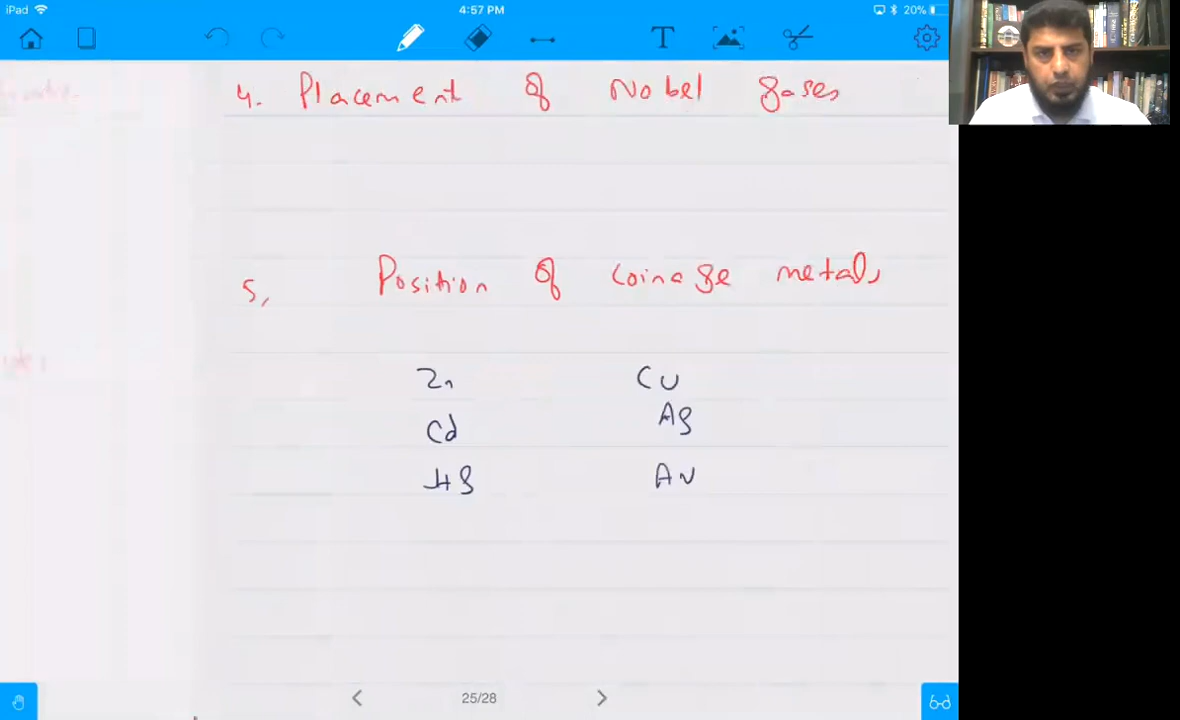 iPad 4:57 PM 20%
T
4. Placement of Nobel gases
5, Position of coinage metals
Zn Cu
Cd Ag
Hg Au
25/28